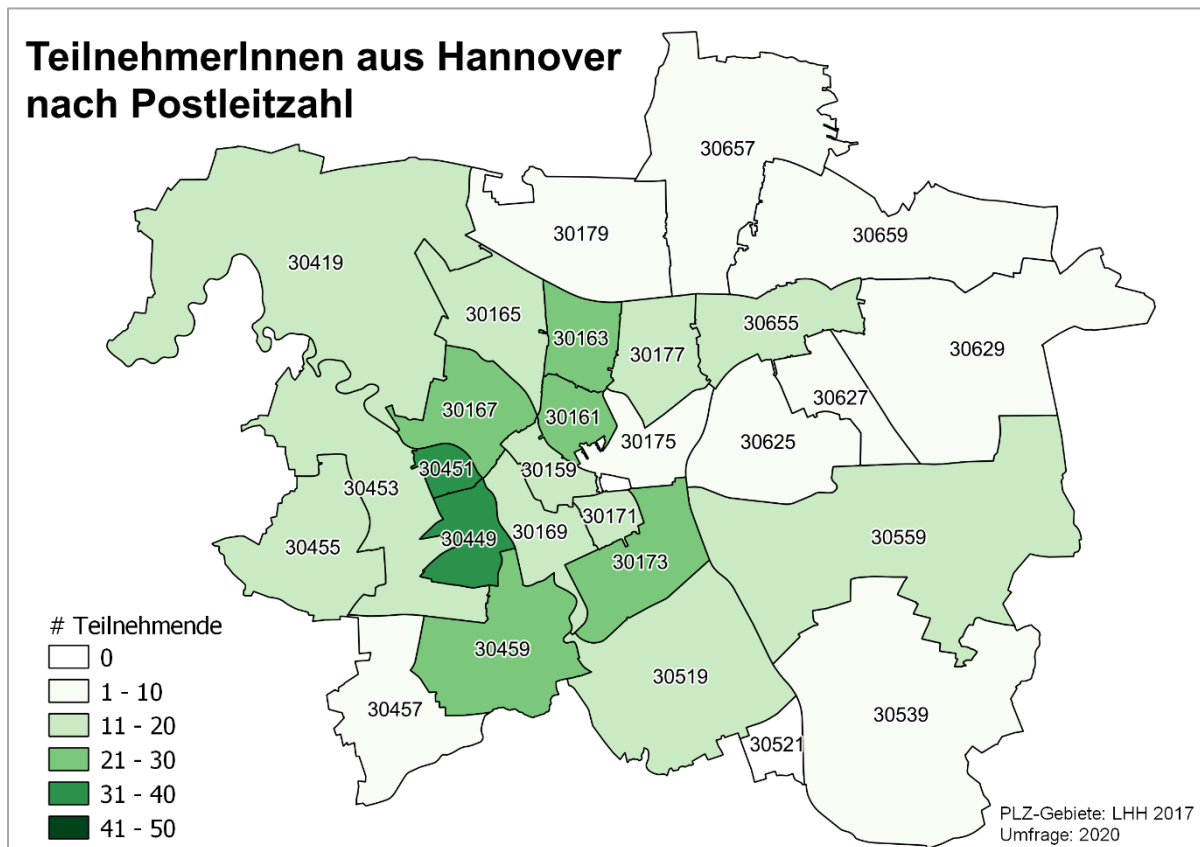 TeilnehmerInnen aus Hannover
nach Postleitzahl
30657
30179
30659
30419
30165
30163
30655
30177
30629
30627
30167
30161
30175
30625
30451
30159
30453
30171
30169
30449
30559
30455
30173
30459
30519
30457
30539
30521
# Teilnehmende
0
1 - 10
11 - 20
21 - 30
31 - 40
41 - 50
PLZ-Gebiete: LHH 2017
Umfrage: 2020